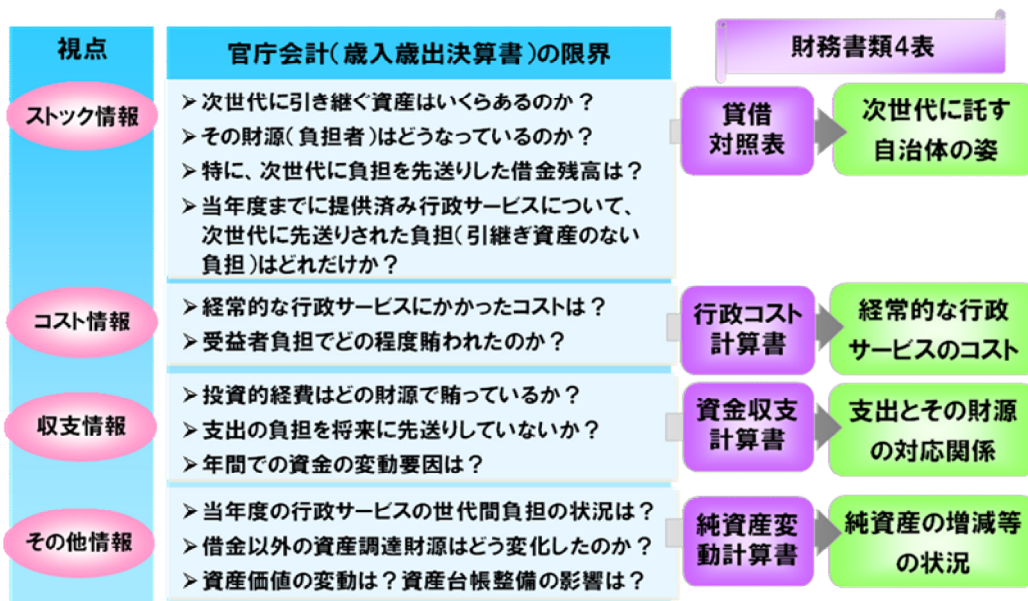 視点
官庁会計(歳入歳出決算書)の限界
財務書類4表
ストック情報
➢次世代に引き継ぐ資産はいくらあるのか?
➢その財源(負担者)はどうなっているのか?
➢特に、次世代に負担を先送りした借金残高は?
➢当年度までに提供済み行政サービスについて、
次世代に先送りされた負担(引継ぎ資産のない
負担)はどれだけか?
貸借
対照表
次世代に託す
自治体の姿
コスト情報
➢経常的な行政サービスにかかったコストは?
➢受益者負担でどの程度賄われたのか?
行政コスト
計算書
経常的な行政
サービスのコスト
収支情報
➢投資的経費はどの財源で賄っているか?
➢支出の負担を将来に先送りしていないか?
➢年間での資金の変動要因は?
資金収支
計算書
支出とその財源
の対応関係
その他情報
➢当年度の行政サービスの世代間負担の状況は?
➢借金以外の資産調達財源はどう変化したのか?
➢資産価値の変動は?資産台帳整備の影響は?
純資産変
動計算書
純資産の増減等
の状況